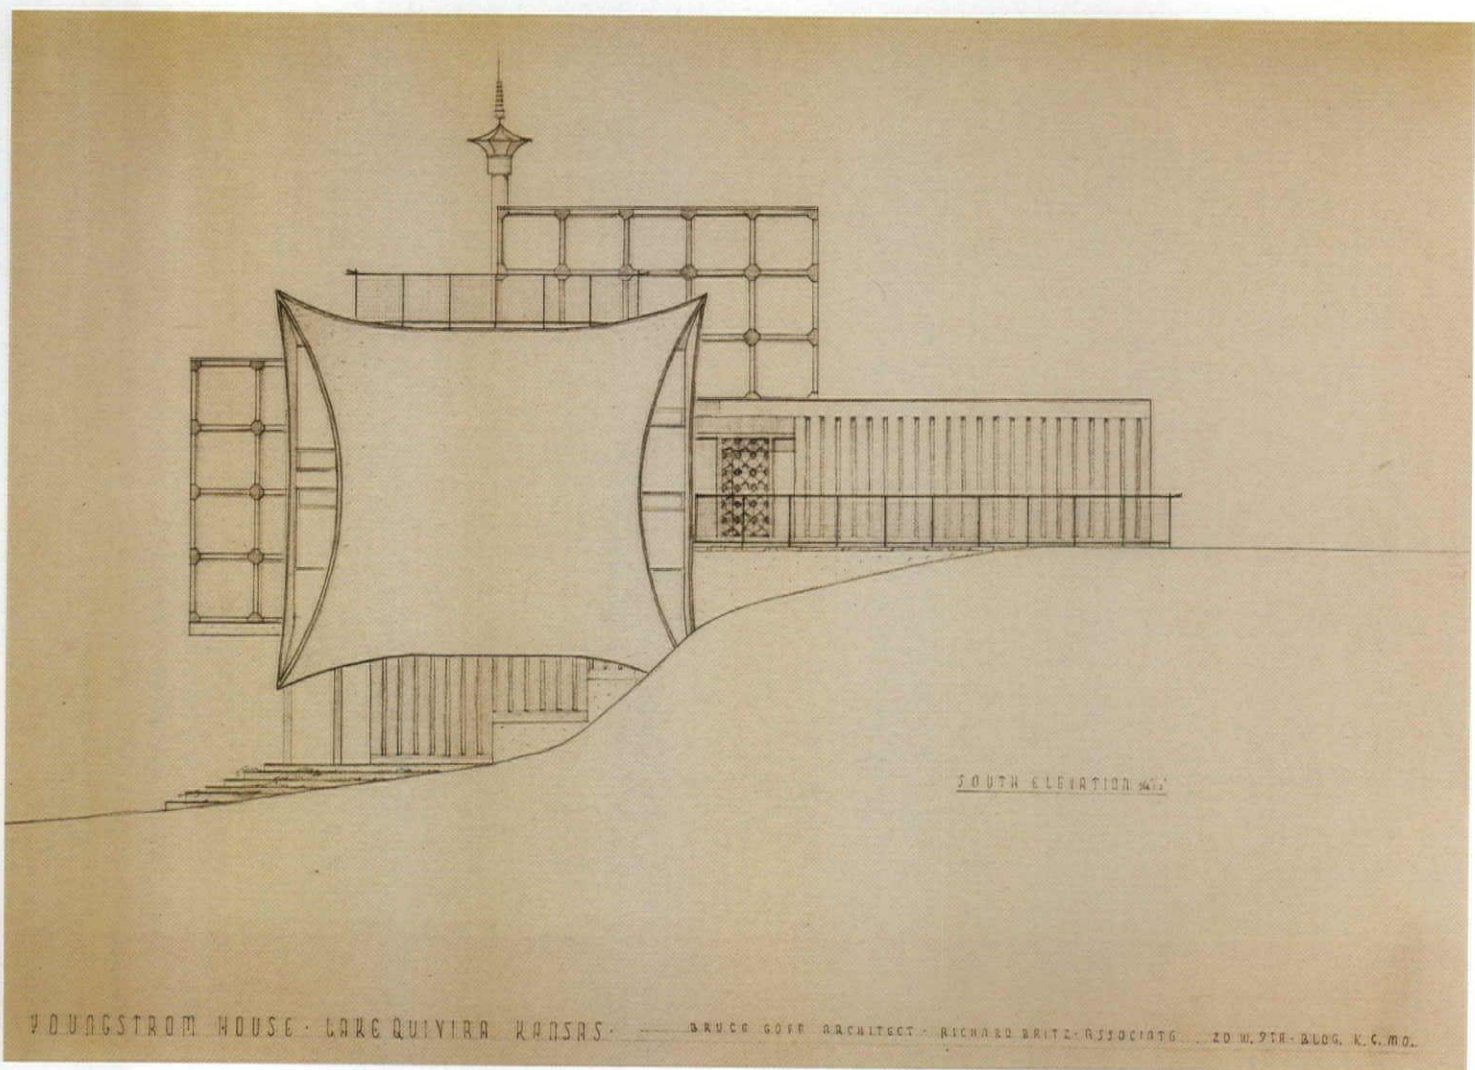 SOUTH ELEVATION
YOUNGSTROM HOUSE · LAKE QUIVIRA KANSAS · BRUCE GOFF ARCHITECT · RICHARD BRITZ · ASSOCIATE . . 20 W. 9TH · BLDG. K. C. MO.